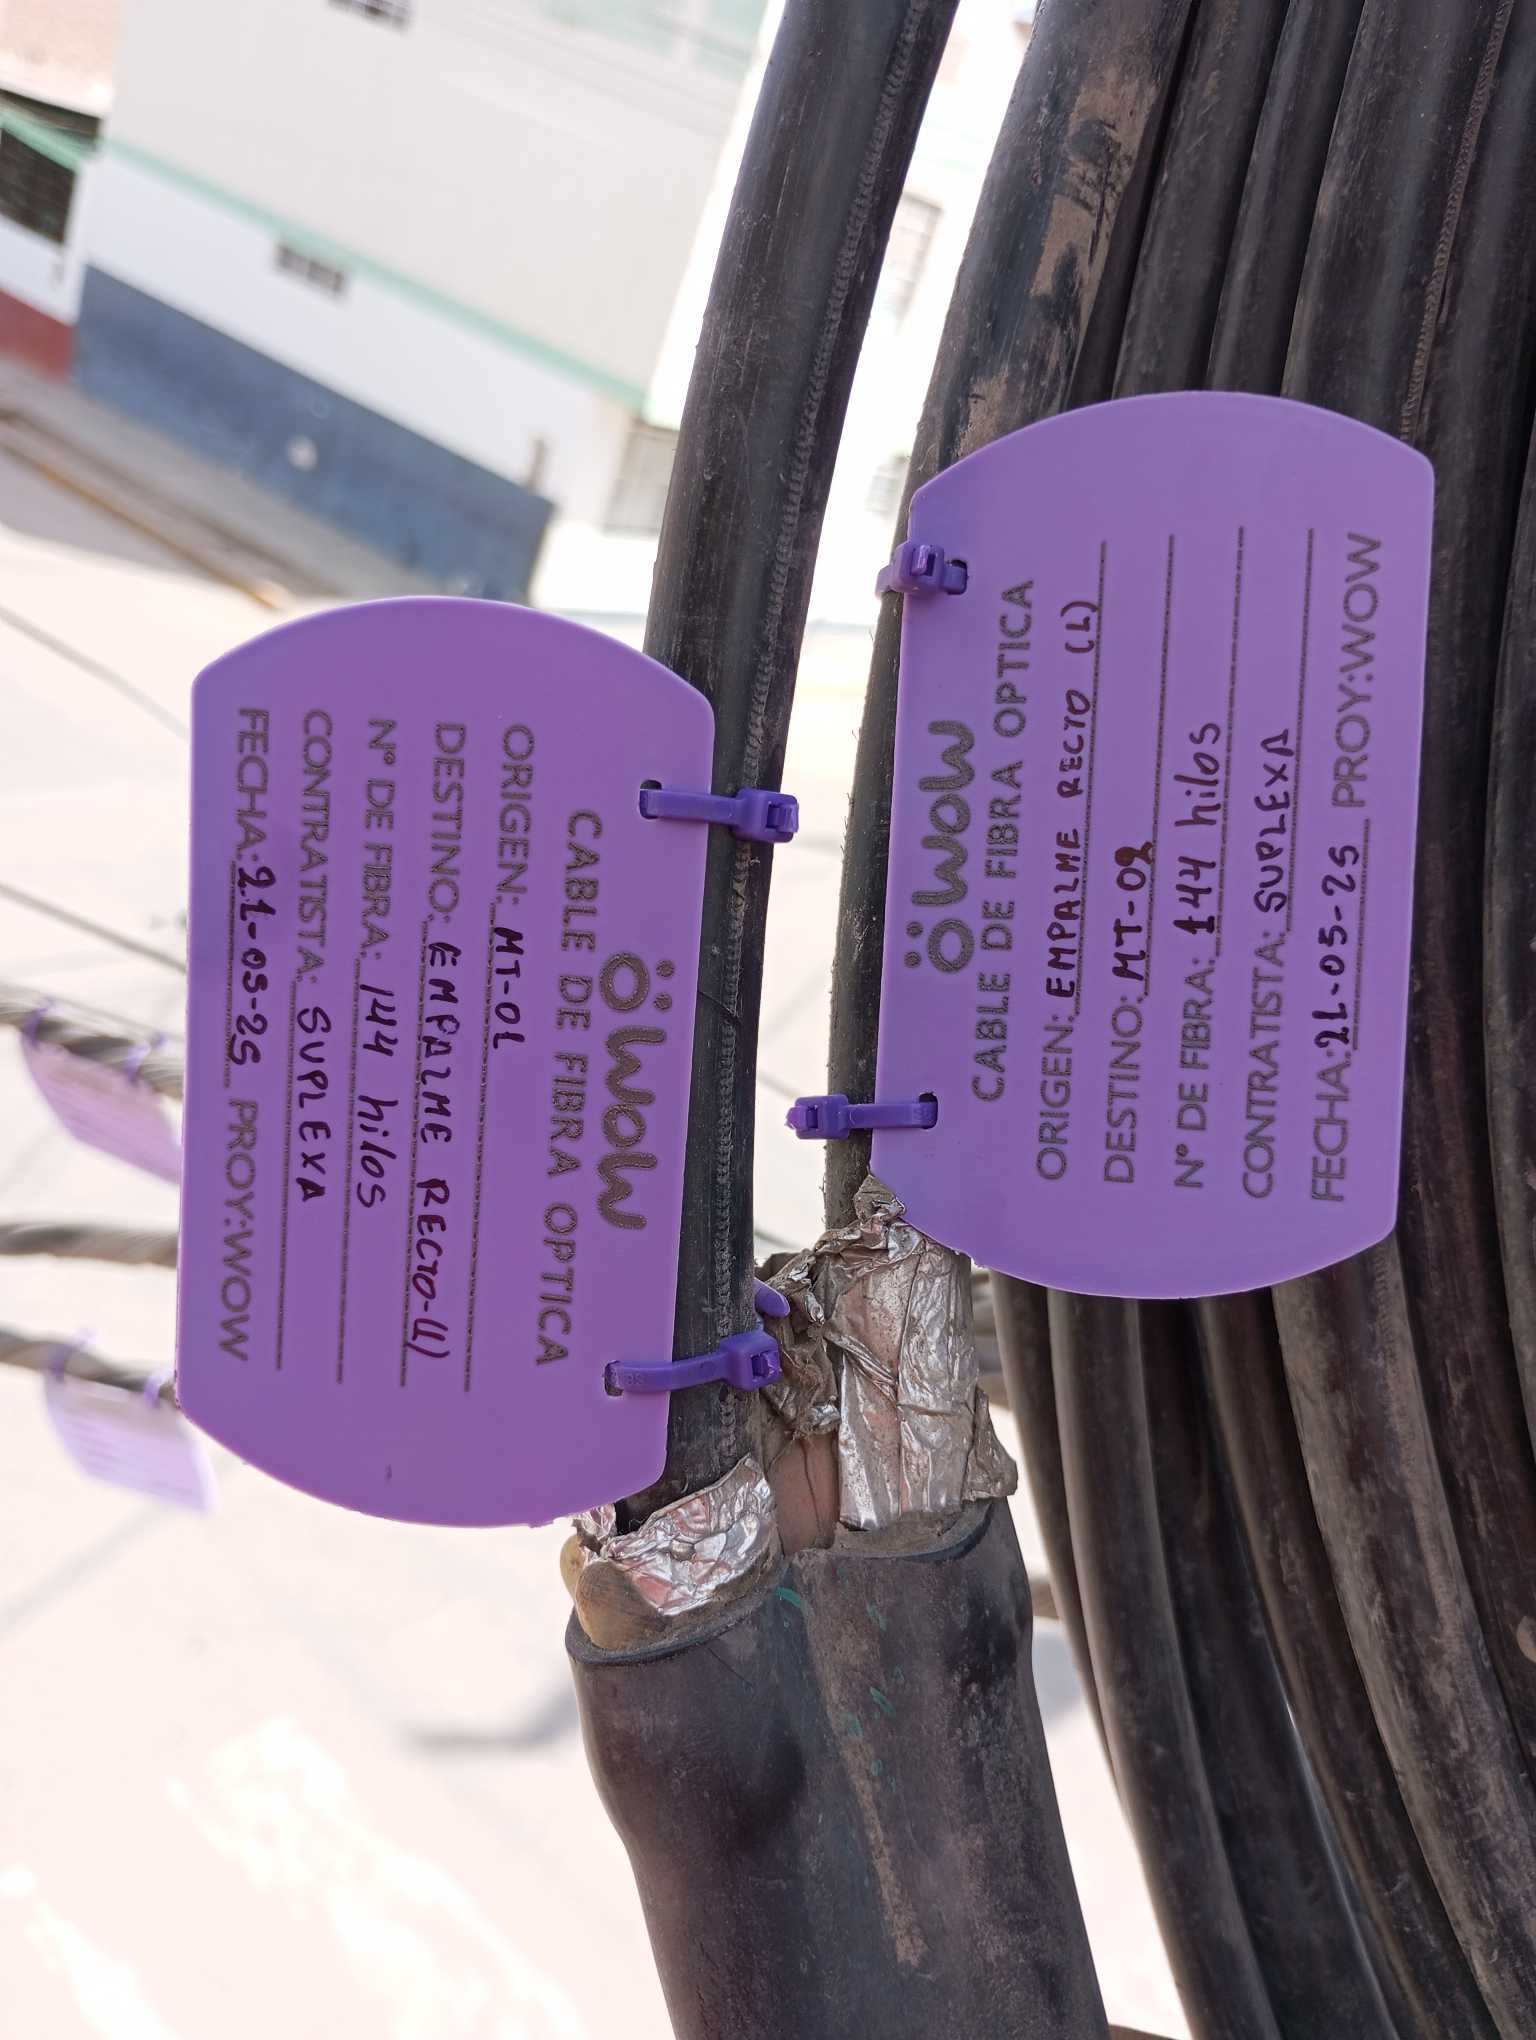 WOW
CABLE DE FIBRA OPTICA
ORIGEN: MT-01
DESTINO: EMPALME RECTO-(1)
N° DE FIBRA: 144 hilos
CONTRATISTA: SUPLEXA
FECHA: 21-05-25 PROY:WOW
WOW
CABLE DE FIBRA OPTICA
ORIGEN: EMPALME RECTO (1)
DESTINO: MT-02
N° DE FIBRA: 144 hilos
CONTRATISTA: SUPLEXA
FECHA: 21-05-25 PROY:WOW